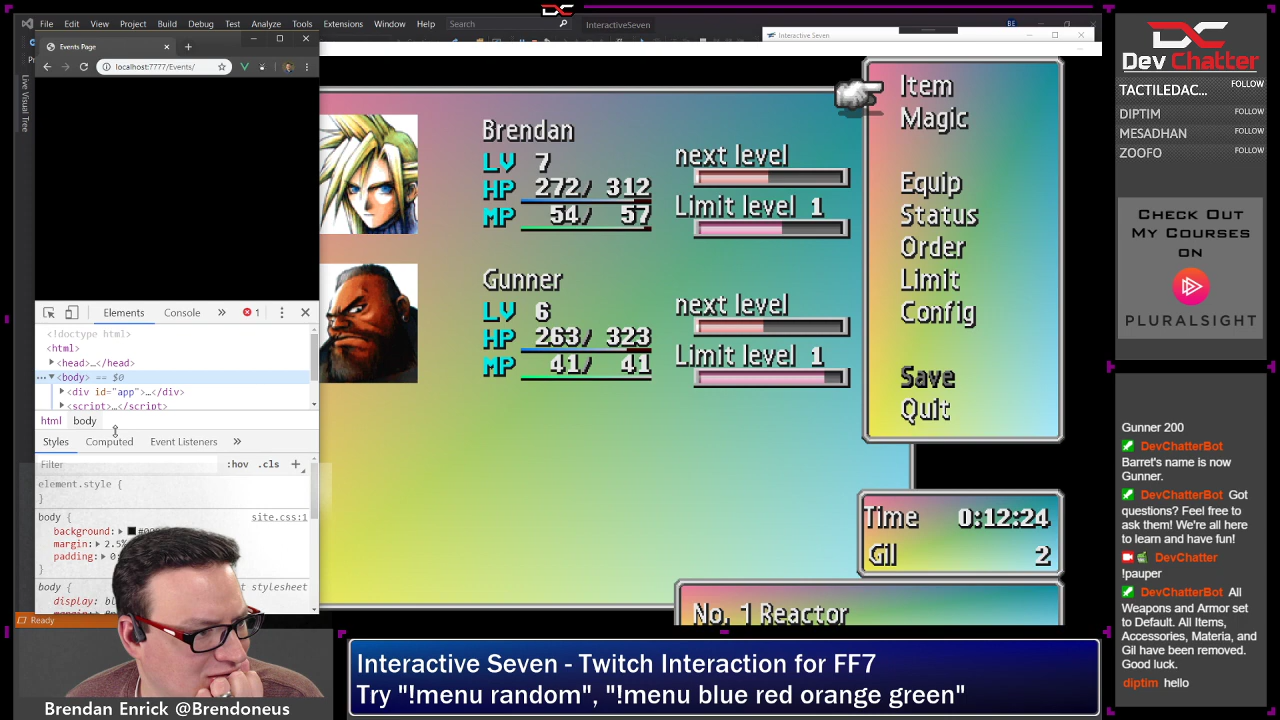 File Edit View Project Build Debug Test Analyze Tools Extensions Window Help Search InteractiveSeven BE
Interactive Seven
Events Page
localhost:7777/Events/
Live Visual Tree
Elements Console 1
<!doctype html>
<html>
<head>…</head>
<body> == $0
<div id="app">…</div>
<script>…</script>
html body
Styles Computed Event Listeners
Filter :hov .cls
element.style {
}
body { site.css:1
background:
margin: 2.5%
padding: 0
}
body { stylesheet
Ready
Brendan
LV 7
HP 272/ 312
MP 54/ 57
next level
Limit level 1
Gunner
LV 6
HP 263/ 323
MP 41/ 41
next level
Limit level 1
Item
Magic
Equip
Status
Order
Limit
Config
Save
Quit
Time 0:12:24
Gil 2
No. 1 Reactor
Interactive Seven - Twitch Interaction for FF7
Try "!menu random", "!menu blue red orange green"
Brendan Enrick @Brendoneus
DC
DC
Dev Chatter
TACTILEDAC... FOLLOW
DIPTIM FOLLOW
MESADHAN FOLLOW
ZOOFO FOLLOW
CHECK OUT
MY COURSES
ON
PLURALSIGHT
Gunner 200
DevChatterBot
Barret's name is now
Gunner.
DevChatterBot Got
questions? Feel free to
ask them! We're all here
to learn and have fun!
DevChatter
!pauper
DevChatterBot All
Weapons and Armor set
to Default. All Items,
Accessories, Materia, and
Gil have been removed.
Good luck.
diptim hello